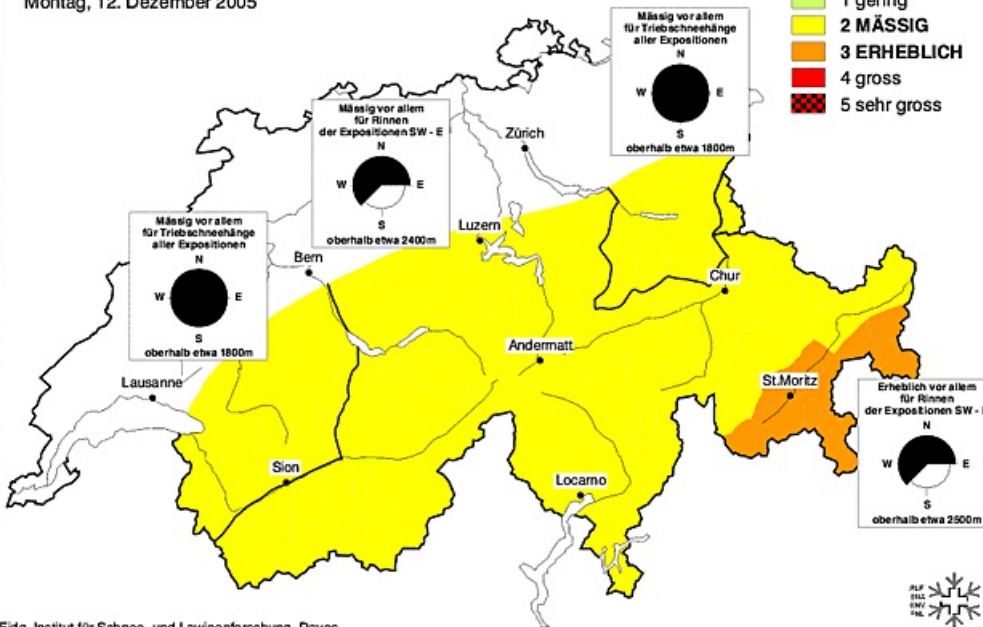 Montag, 12. Dezember 2005
1 gering
2 MÄSSIG
3 ERHEBLICH
4 gross
5 sehr gross
Mässig vor allem
für Triebschneehänge
aller Expositionen
N
W E
S
oberhalb etwa 1800m
Mässig vor allem
für Rinnen
der Expositionen SW - E
N
W E
S
oberhalb etwa 2400m
Mässig vor allem
für Triebschneehänge
aller Expositionen
N
W E
S
oberhalb etwa 1800m
Zürich
Luzern
Bern
Chur
Andermatt
Lausanne
St.Moritz
Sion
Locarno
Erheblich vor allem
für Rinnen
der Expositionen SW -
N
W E
S
oberhalb etwa 2500m
Eidg. Institut für Schnee- und Lawinenforschung, Davos